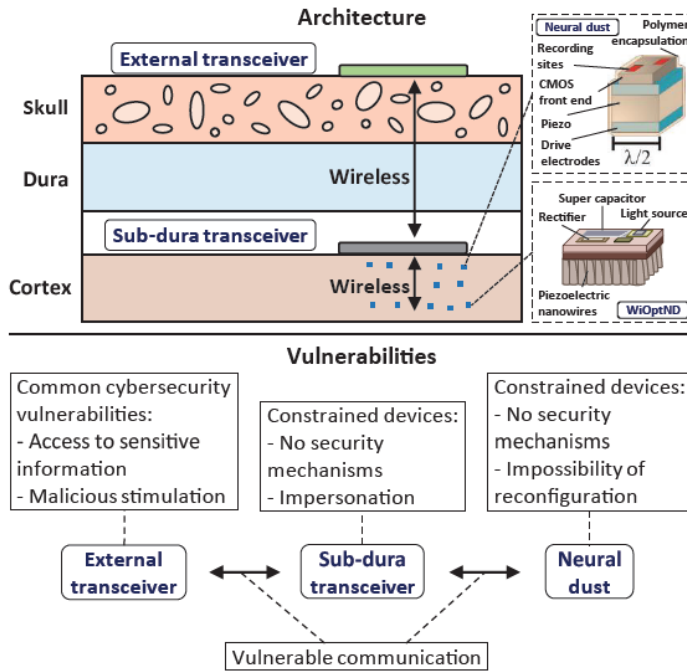 Architecture
External transceiver
Skull
Dura
Wireless
Sub-dura transceiver
Cortex
Wireless
Neural dust
Polymer
encapsulation
Recording
sites
CMOS
front end
Piezo
Drive
electrodes
λ/2
Super capacitor
Rectifier
Light source
Piezoelectric
nanowires
WiOptND
Vulnerabilities
Common cybersecurity
vulnerabilities:
- Access to sensitive
information
- Malicious stimulation
Constrained devices:
- No security
mechanisms
- Impersonation
Constrained devices:
- No security
mechanisms
- Impossibility of
reconfiguration
External
transceiver
Sub-dura
transceiver
Neural
dust
Vulnerable communication